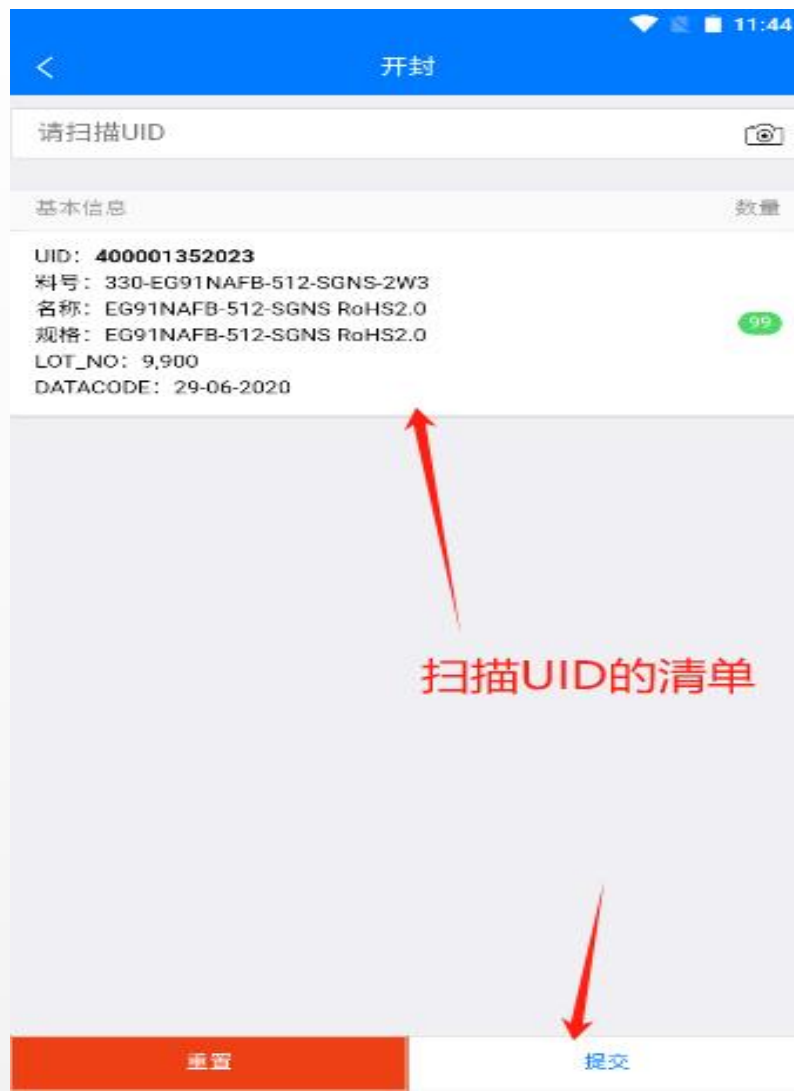 11:44
开封
请扫描UID
基本信息 数量
UID：400001352023
料号：330-EG91NAFB-512-SGNS-2W3
名称：EG91NAFB-512-SGNS RoHS2.0
99
规格：EG91NAFB-512-SGNS RoHS2.0
LOT_NO：9,900
DATACODE：29-06-2020
扫描UID的清单
重置 提交